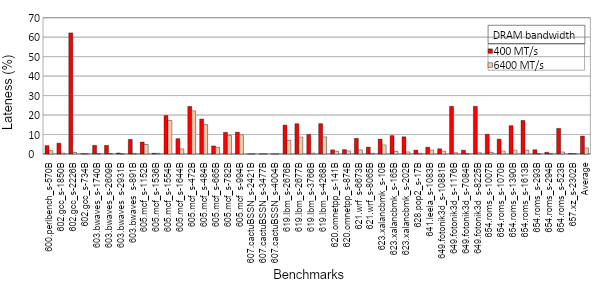 70
60
50
40
30
20
10
0
Lateness (%)
DRAM bandwidth
400 MT/s
6400 MT/s
600.perlbench_s-570B
602.gcc_s-1850B
602.gcc_s-2226B
602.gcc_s-734B
603.bwaves_s-1740B
603.bwaves_s-2609B
603.bwaves_s-2931B
603.bwaves_s-891B
605.mcf_s-1152B
605.mcf_s-1536B
605.mcf_s-1554B
605.mcf_s-1644B
605.mcf_s-472B
605.mcf_s-484B
605.mcf_s-665B
605.mcf_s-782B
605.mcf_s-994B
607.cactuBSSN_s-2421B
607.cactuBSSN_s-3477B
607.cactuBSSN_s-4004B
619.lbm_s-2676B
619.lbm_s-2677B
619.lbm_s-3766B
619.lbm_s-4268B
620.omnetpp_s-141B
620.omnetpp_s-874B
621.wrf_s-6673B
621.wrf_s-8065B
623.xalancbmk_s-10B
623.xalancbmk_s-165B
623.xalancbmk_s-202B
628.pop2_s-17B
641.leela_s-1083B
649.fotonik3d_s-10881B
649.fotonik3d_s-1176B
649.fotonik3d_s-7084B
649.fotonik3d_s-8225B
654.roms_s-1007B
654.roms_s-1070B
654.roms_s-1390B
654.roms_s-1613B
654.roms_s-293B
654.roms_s-294B
654.roms_s-523B
657.xz_s-2302B
Average
Benchmarks